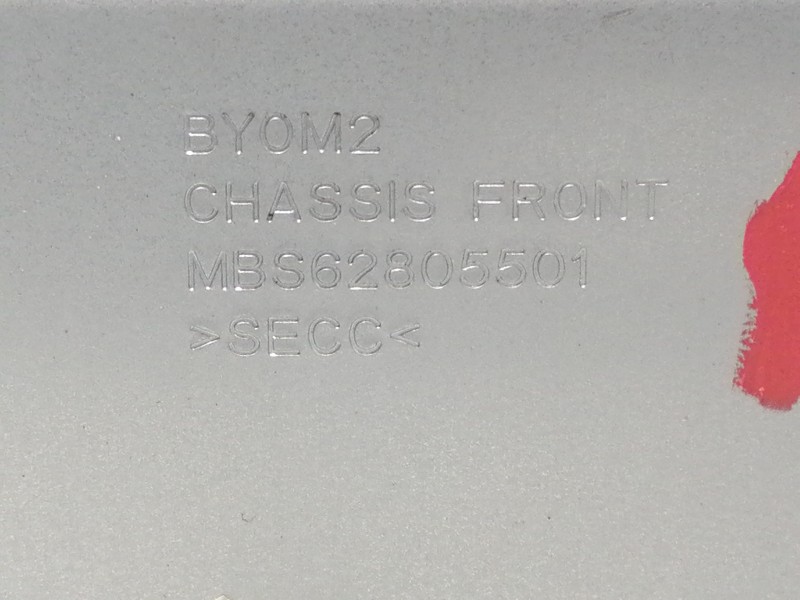 BY0M2
CHASSIS FRONT
MBS62805501
>SECC<